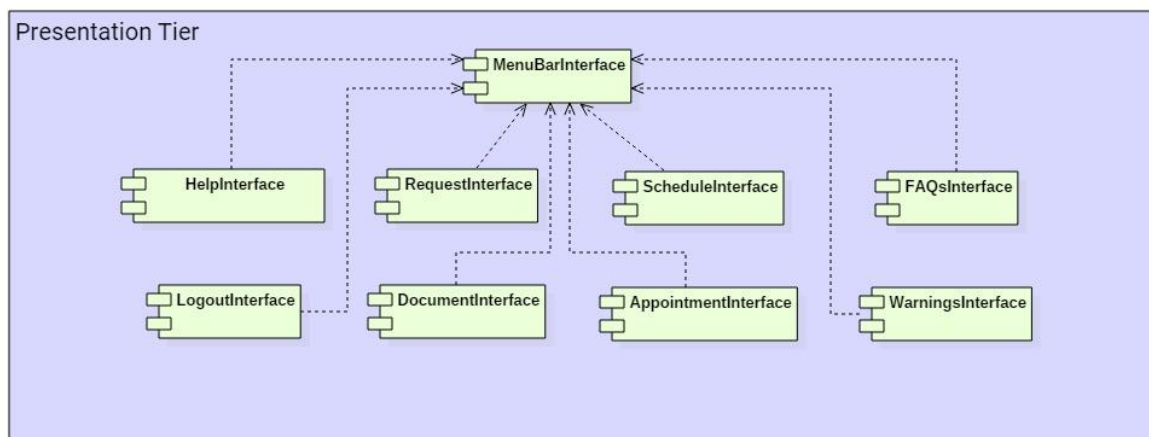 Presentation Tier
MenuBarInterface
HelpInterface
RequestInterface
ScheduleInterface
FAQsInterface
LogoutInterface
DocumentInterface
AppointmentInterface
WarningsInterface